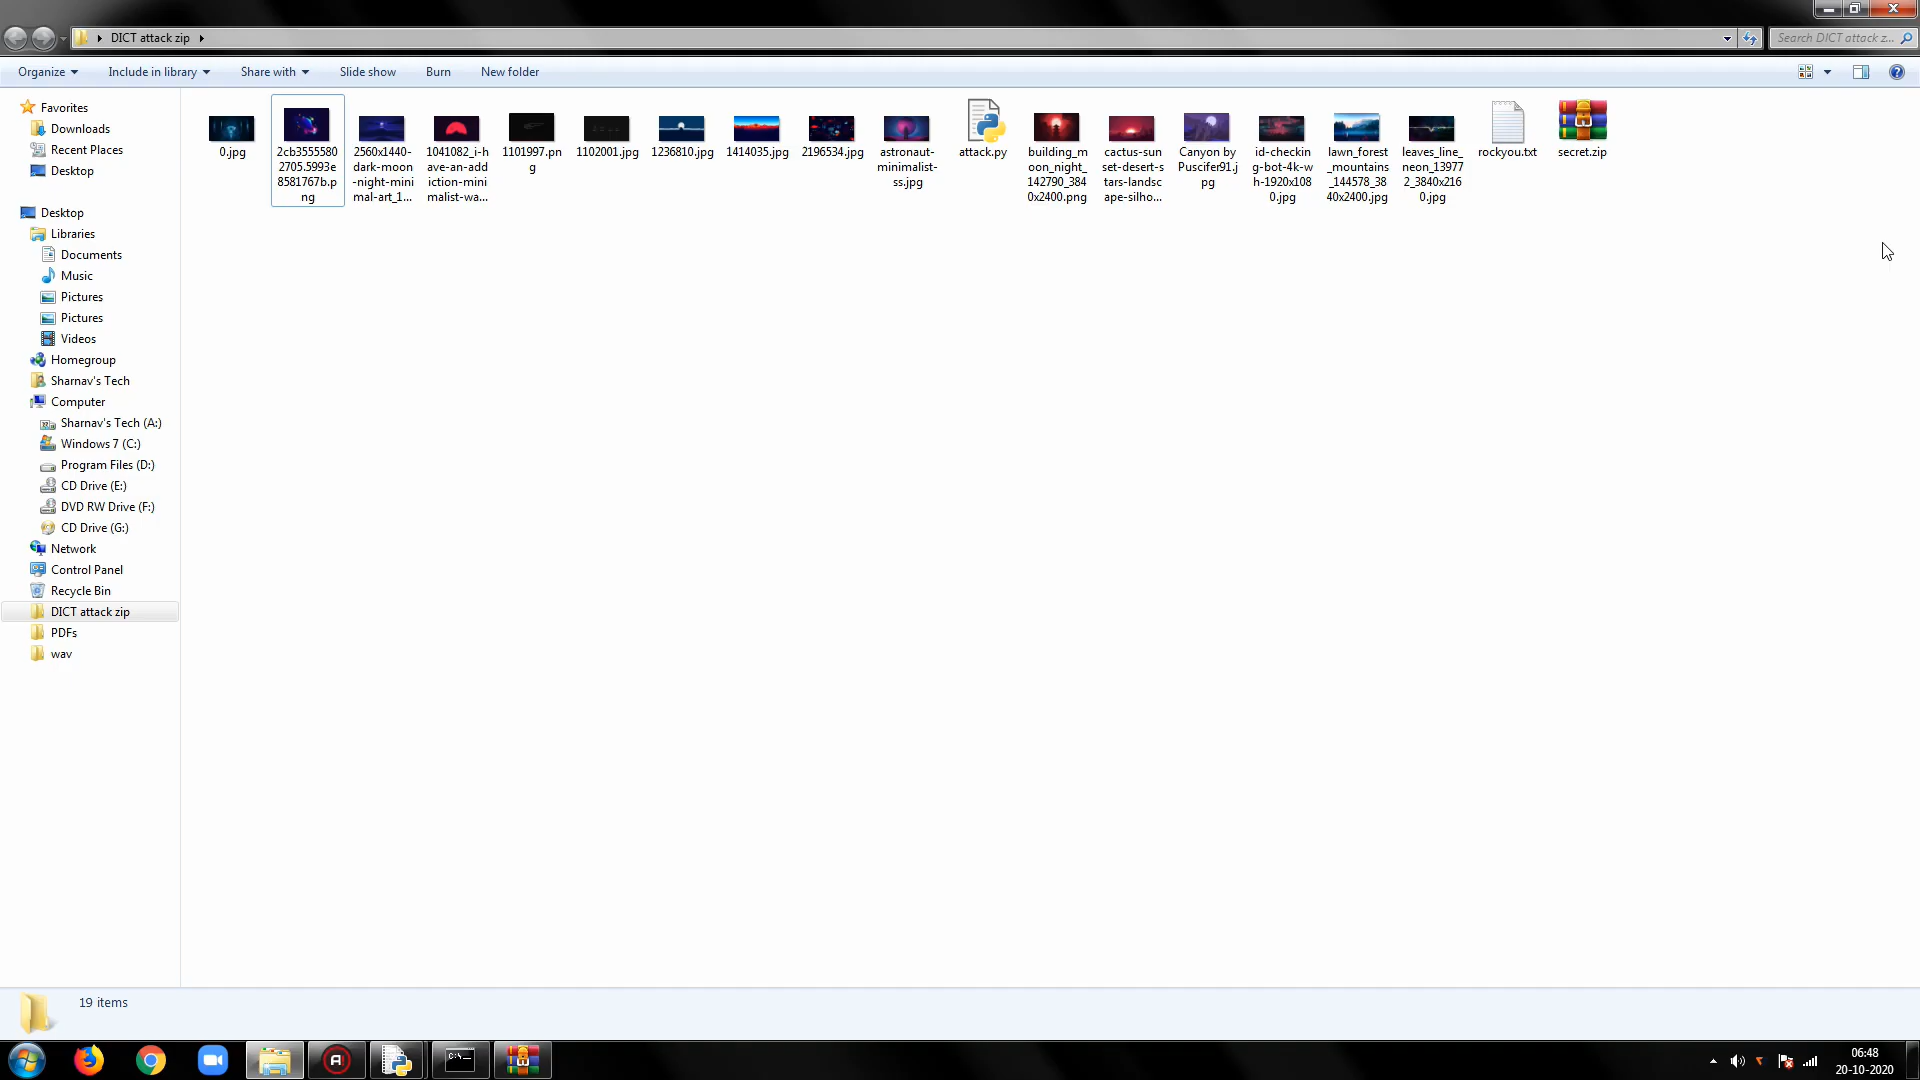 DICT attack zip
Search DICT attack z...
Organize
Include in library
Share with
Slide show
Burn
New folder
Favorites
Downloads
Recent Places
Desktop
Desktop
Libraries
Documents
Music
Pictures
Pictures
Videos
Homegroup
Sharnav's Tech
Computer
Sharnav's Tech (A:)
Windows 7 (C:)
Program Files (D:)
CD Drive (E:)
DVD RW Drive (F:)
CD Drive (G:)
Network
Control Panel
Recycle Bin
DICT attack zip
PDFs
wav
0.jpg
2cb3555580
2705.5993e
8581767b.p
ng
2560x1440-
dark-moon
-night-mini
mal-art_1...
1041082_i-h
ave-an-add
iction-mini
malist-wa...
1101997.pn
g
1102001.jpg
1236810.jpg
1414035.jpg
2196534.jpg
astronaut-
minimalist-
ss.jpg
attack.py
building_m
oon_night_
142790_384
0x2400.png
cactus-sun
set-desert-s
tars-landsc
ape-silho...
Canyon by
Puscifer91.j
pg
id-checkin
g-bot-4k-w
h-1920x108
0.jpg
lawn_forest
_mountains
_144578_38
40x2400.jpg
leaves_line_
neon_13977
2_3840x216
0.jpg
rockyou.txt
secret.zip
19 items
C:\
06:48
20-10-2020